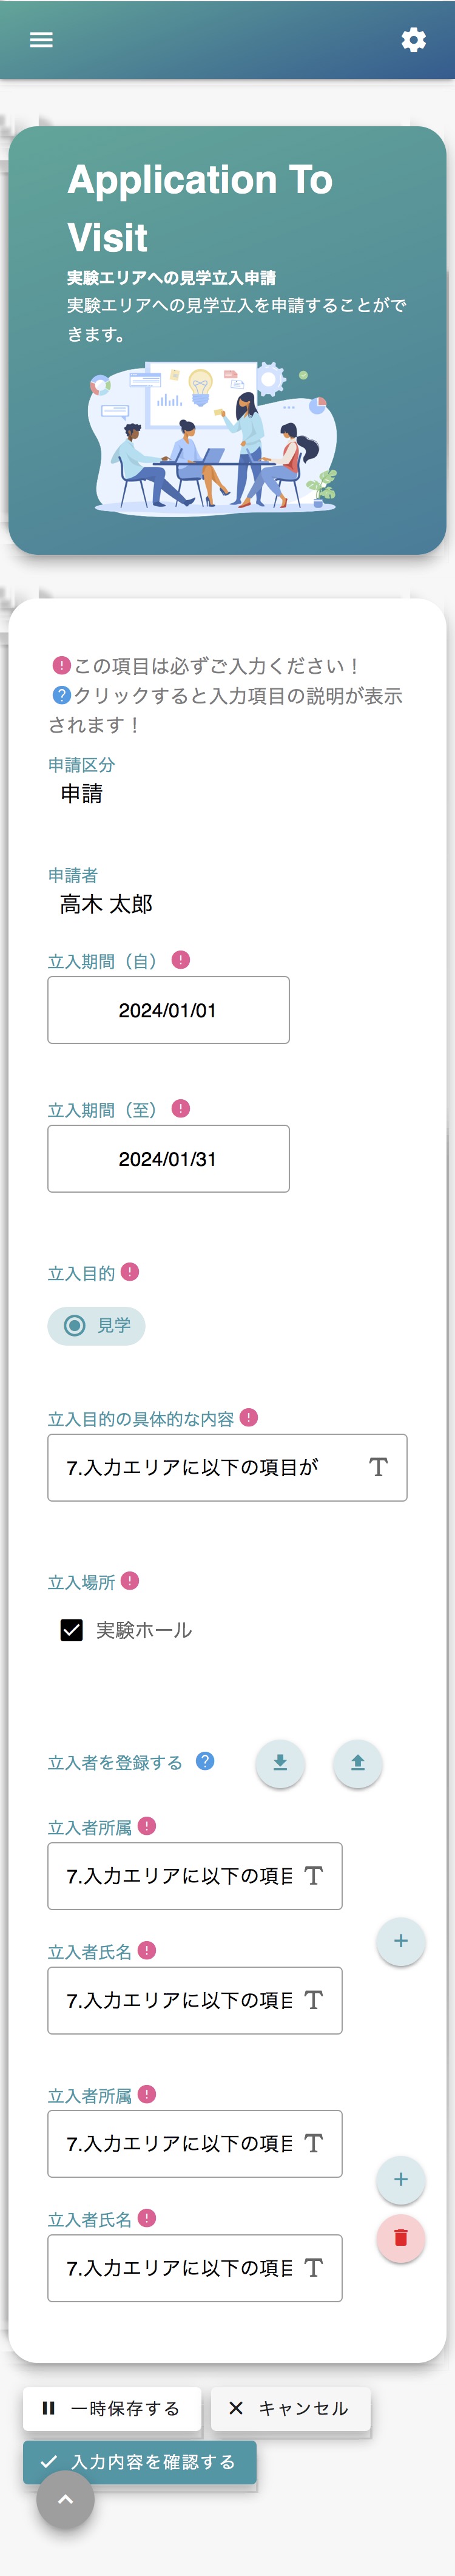 Application To
Visit
実験エリアへの見学立入申請
実験エリアへの見学立入を申請することがで
きます。
この項目は必ずご入力ください！
クリックすると入力項目の説明が表示
されます！
申請区分
申請
申請者
高木 太郎
立入期間（自）
2024/01/01
立入期間（至）
2024/01/31
立入目的
見学
立入目的の具体的な内容
7.入力エリアに以下の項目が
立入場所
実験ホール
立入者を登録する
立入者所属
7.入力エリアに以下の項目
立入者氏名
7.入力エリアに以下の項目
立入者所属
7.入力エリアに以下の項目
立入者氏名
7.入力エリアに以下の項目
一時保存する
キャンセル
入力内容を確認する